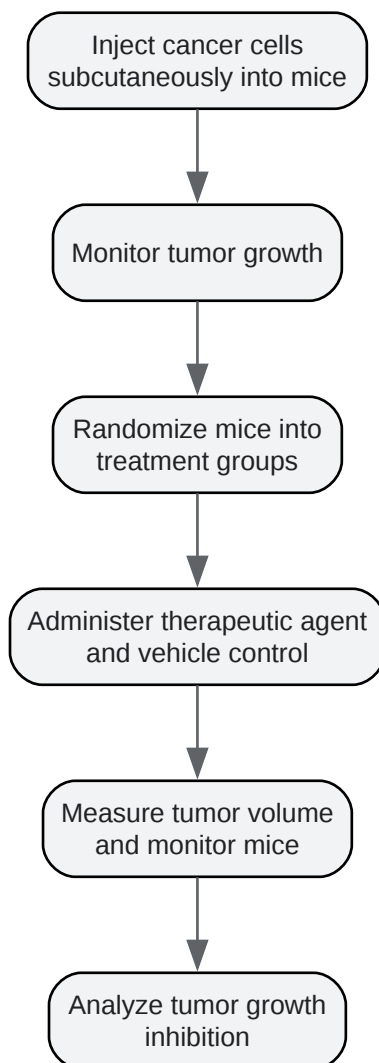 Inject cancer cells
subcutaneously into mice
Monitor tumor growth
Randomize mice into
treatment groups
Administer therapeutic agent
and vehicle control
Measure tumor volume
and monitor mice
Analyze tumor growth
inhibition